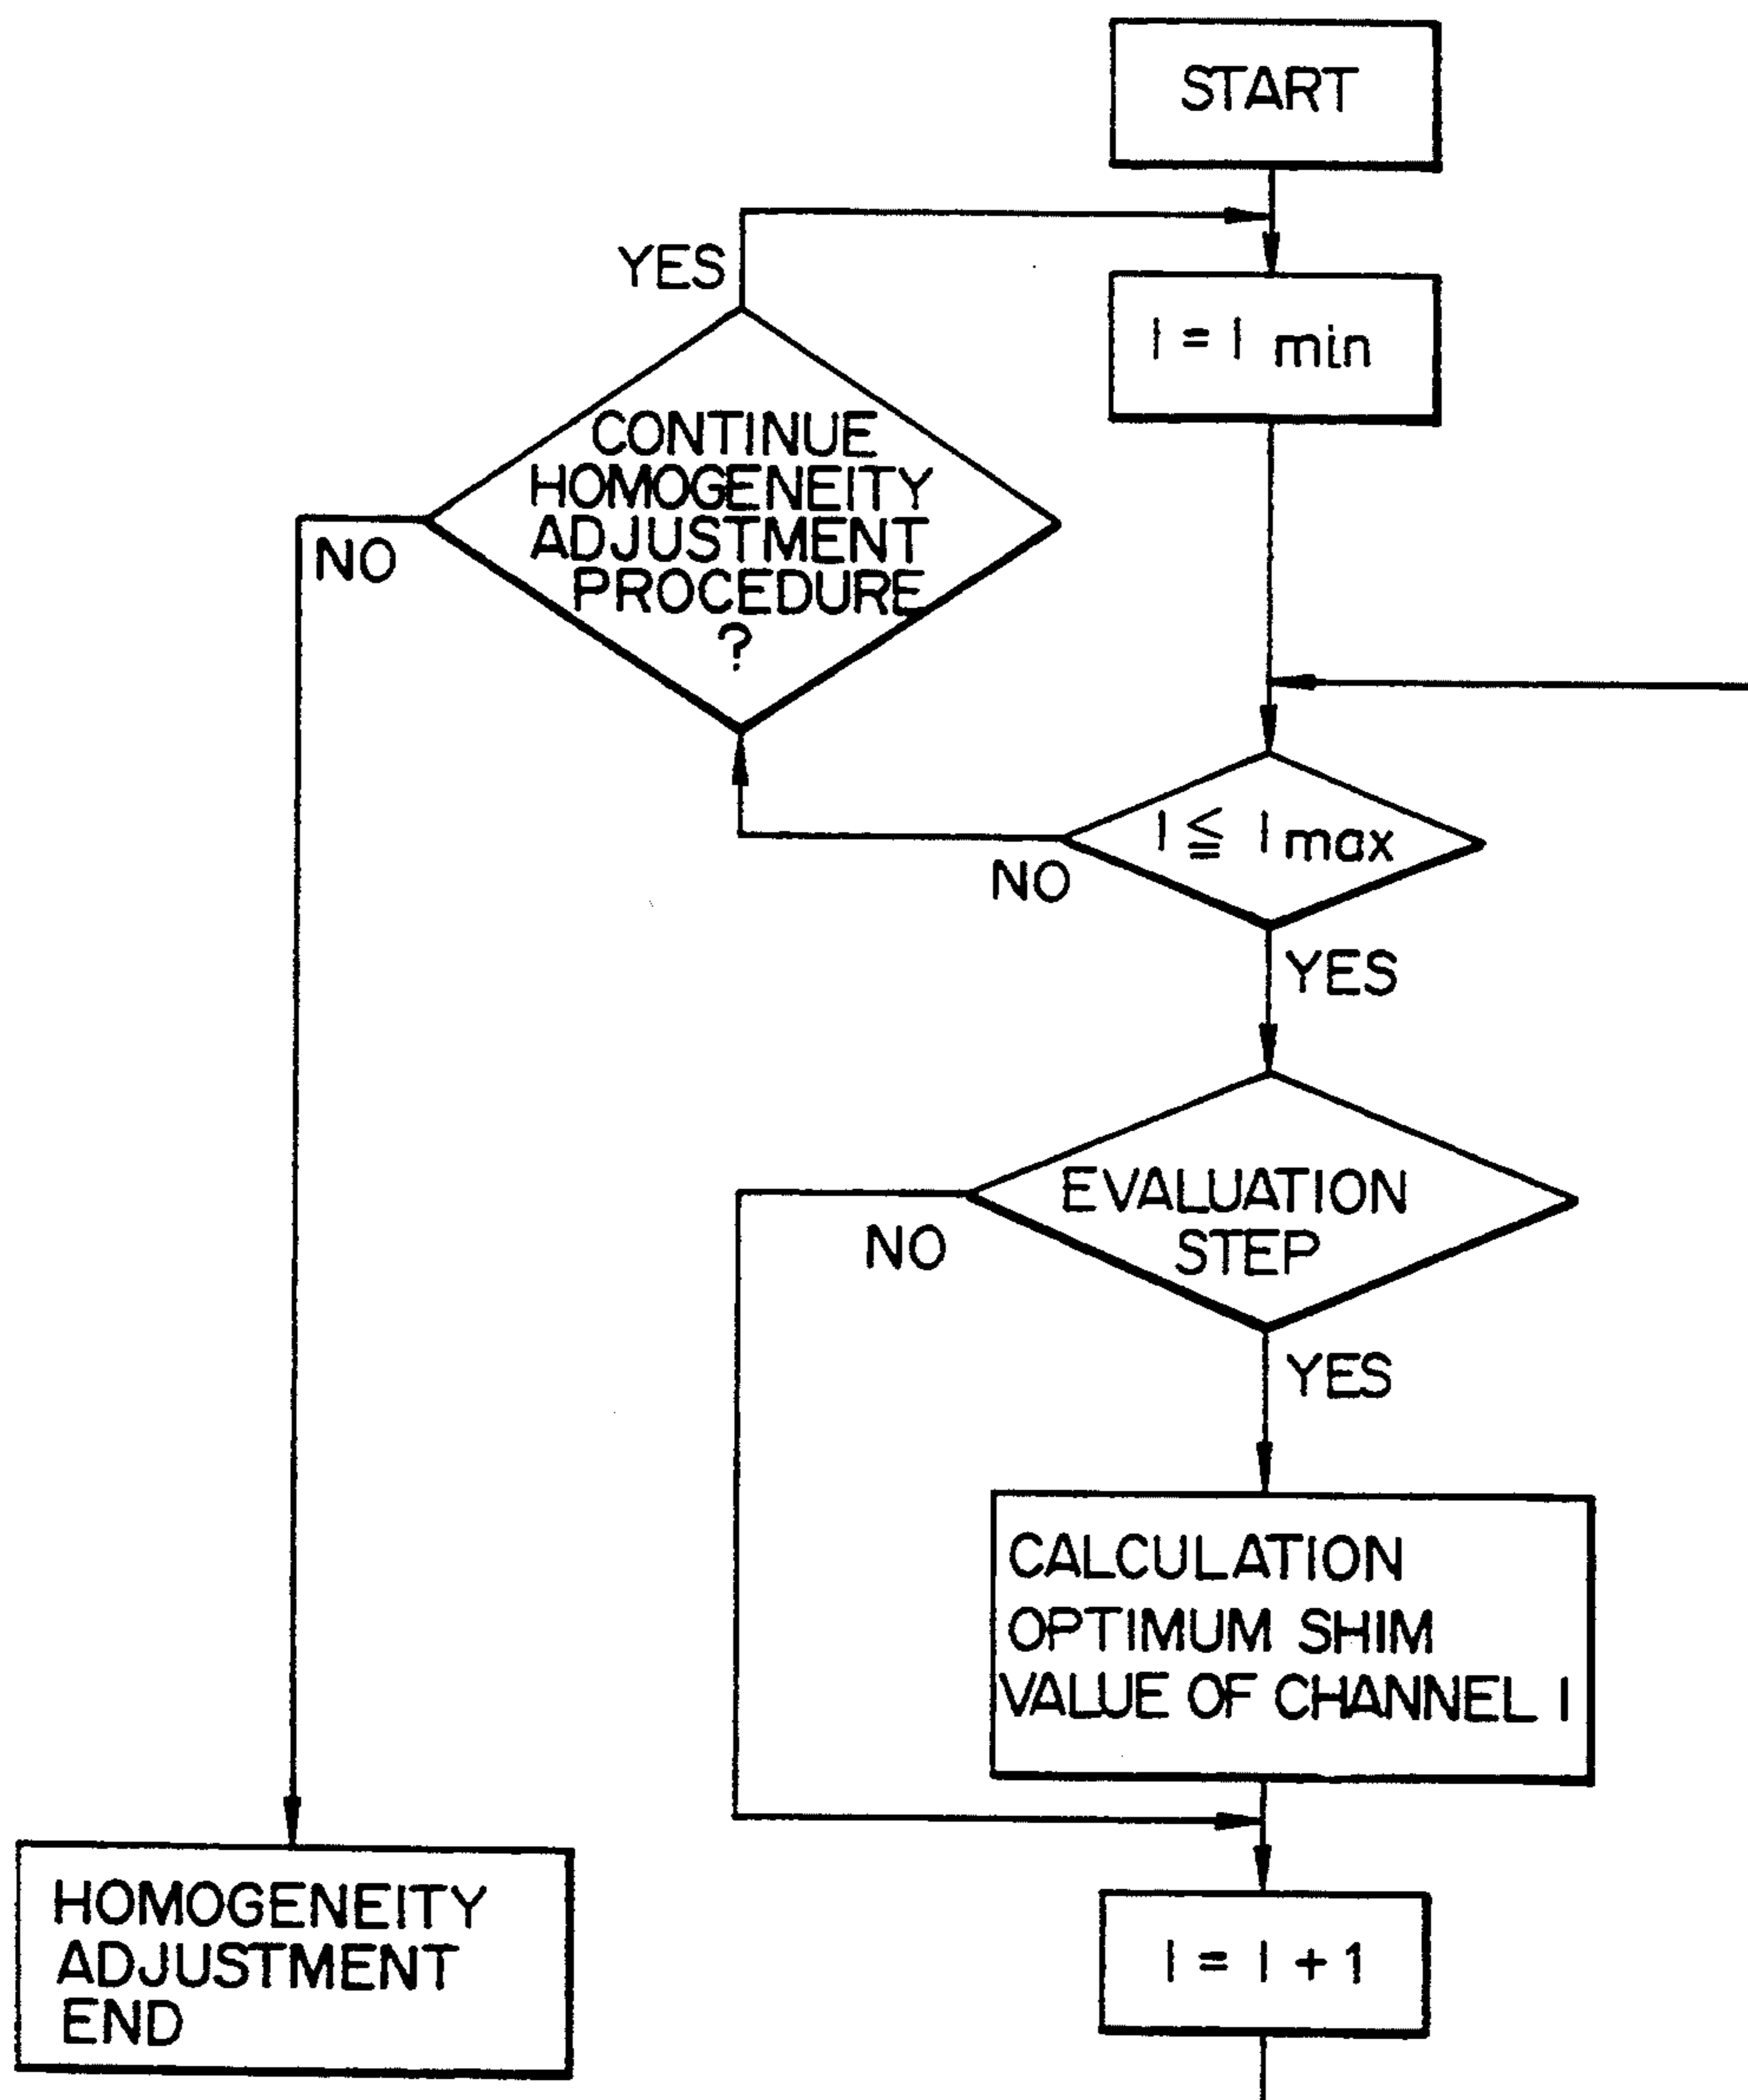 START
YES
I = I min
CONTINUE
HOMOGENEITY
ADJUSTMENT
PROCEDURE
?
NO
I ≦ I max
NO
YES
EVALUATION
STEP
NO
YES
CALCULATION
OPTIMUM SHIM
VALUE OF CHANNEL I
HOMOGENEITY
ADJUSTMENT
END
I = I + 1